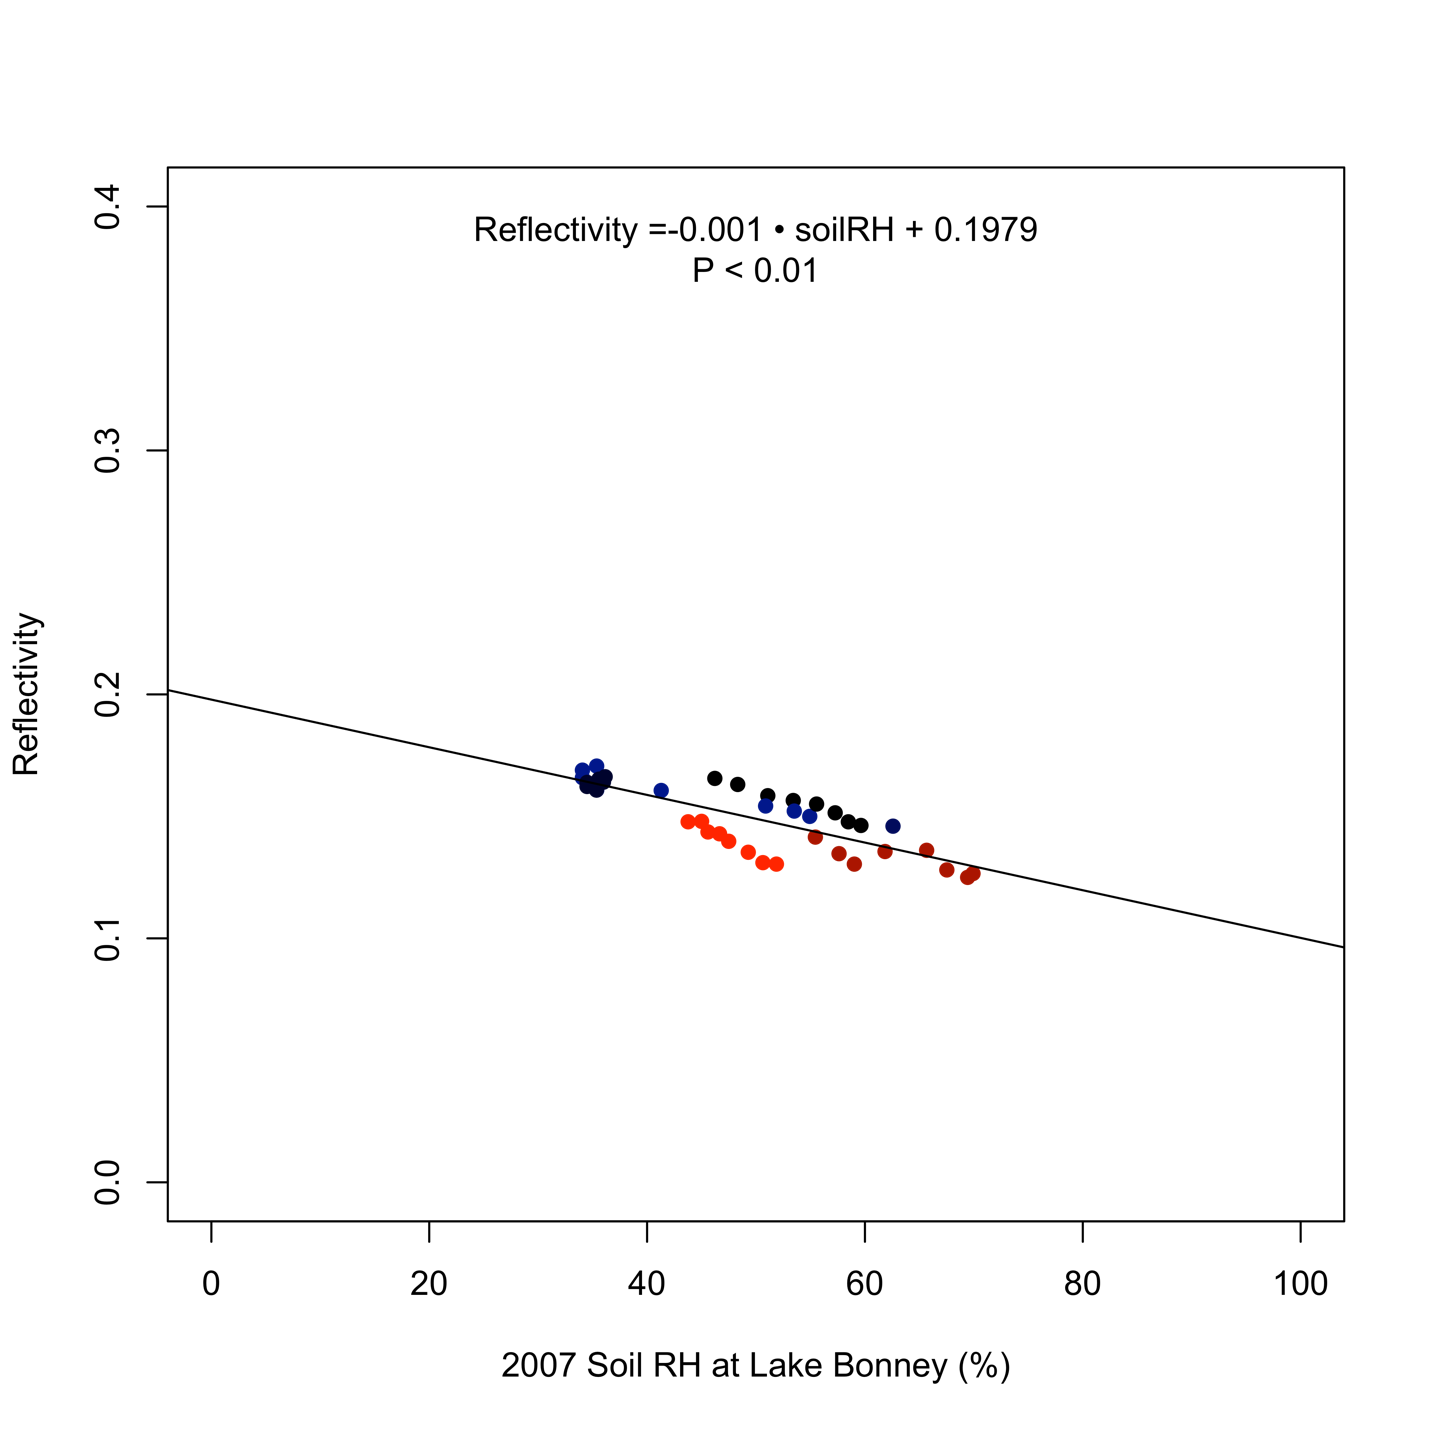 Reflectivity =-0.001 • soilRH + 0.1979
P < 0.01
0.4
0.3
0.2
0.1
0.0
Reflectivity
0 20 40 60 80 100
2007 Soil RH at Lake Bonney (%)